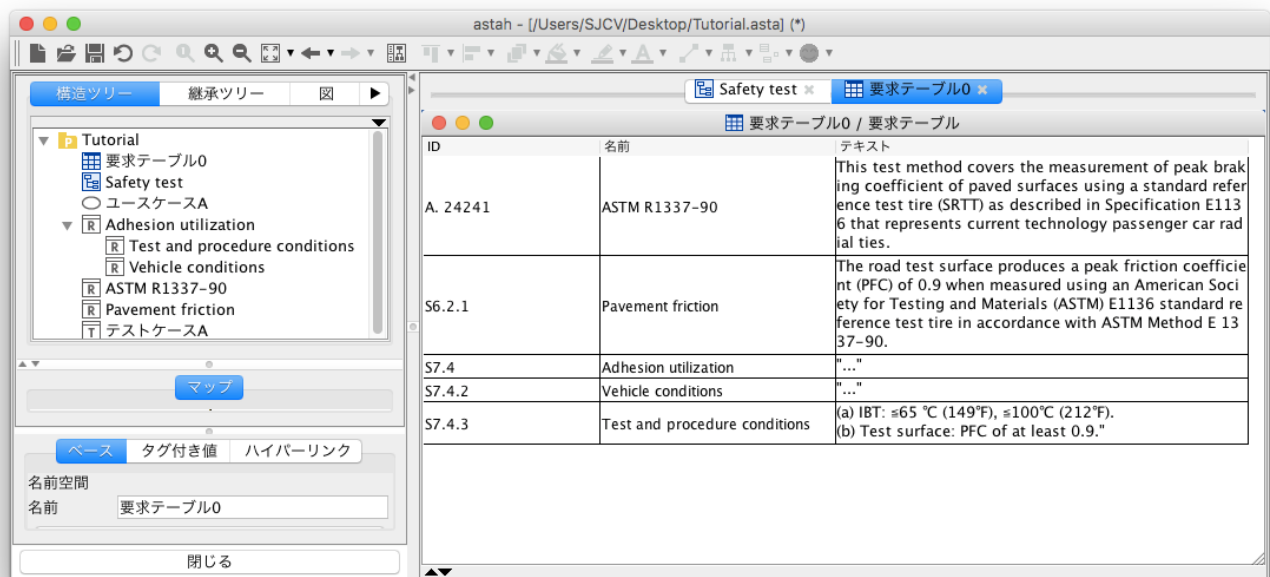 astah - [/Users/SJCV/Desktop/Tutorial.asta] (*)
構造ツリー 継承ツリー 図
Tutorial
要求テーブル0
Safety test
ユースケースA
Adhesion utilization
Test and procedure conditions
Vehicle conditions
ASTM R1337-90
Pavement friction
テストケースA
マップ
ベース タグ付き値 ハイパーリンク
名前空間
名前 要求テーブル0
閉じる
Safety test 要求テーブル0
要求テーブル0 / 要求テーブル
ID 名前 テキスト
A. 24241 ASTM R1337-90
This test method covers the measurement of peak brak
ing coefficient of paved surfaces using a standard refer
ence test tire (SRTT) as described in Specification E113
6 that represents current technology passenger car rad
ial ties.
S6.2.1 Pavement friction
The road test surface produces a peak friction coefficie
nt (PFC) of 0.9 when measured using an American Soci
ety for Testing and Materials (ASTM) E1136 standard re
ference test tire in accordance with ASTM Method E 13
37-90.
S7.4 Adhesion utilization "..."
S7.4.2 Vehicle conditions "..."
S7.4.3 Test and procedure conditions
(a) IBT: ≤65 ℃ (149℉), ≤100℃ (212℉).
(b) Test surface: PFC of at least 0.9."